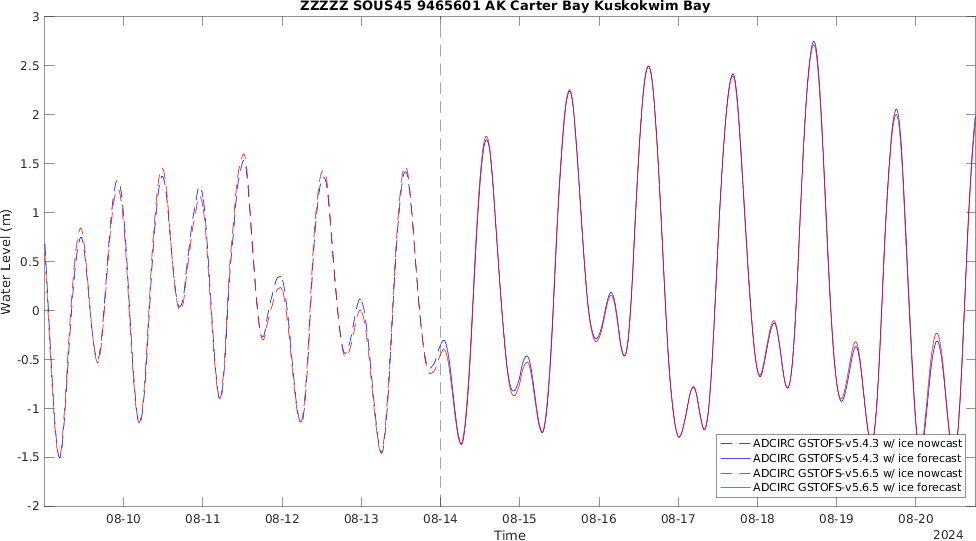 ZZZZZ SOUS45 9465601 AK Carter Bay Kuskokwim Bay
Water Level (m)
3
2.5
2
1.5
1
0.5
0
-0.5
-1
-1.5
-2
ADCIRC GSTOFS-v5.4.3 w/ ice nowcast
ADCIRC GSTOFS-v5.4.3 w/ ice forecast
ADCIRC GSTOFS-v5.6.5 w/ ice nowcast
ADCIRC GSTOFS-v5.6.5 w/ ice forecast
08-10 08-11 08-12 08-13 08-14 08-15 08-16 08-17 08-18 08-19 08-20
Time
2024